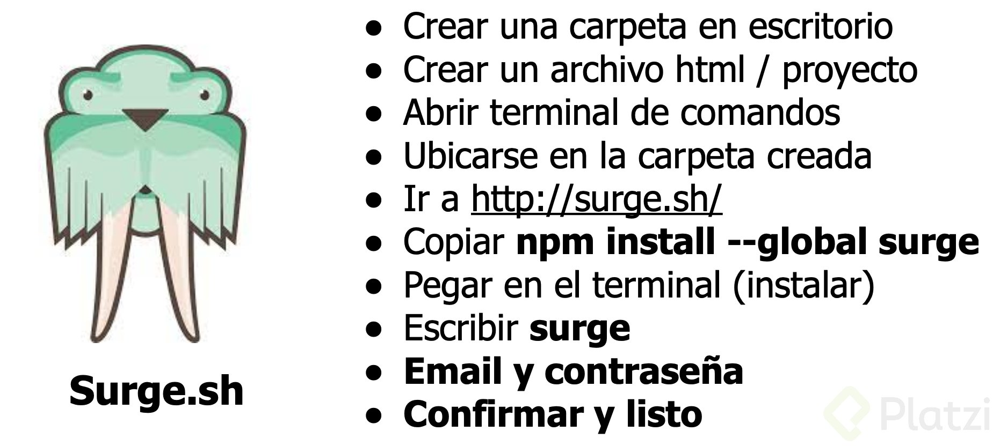 ● Crear una carpeta en escritorio
● Crear un archivo html / proyecto
● Abrir terminal de comandos
● Ubicarse en la carpeta creada
● Ir a http://surge.sh/
● Copiar npm install --global surge
● Pegar en el terminal (instalar)
● Escribir surge
● Email y contraseña
● Confirmar y listo
Surge.sh
Platzi